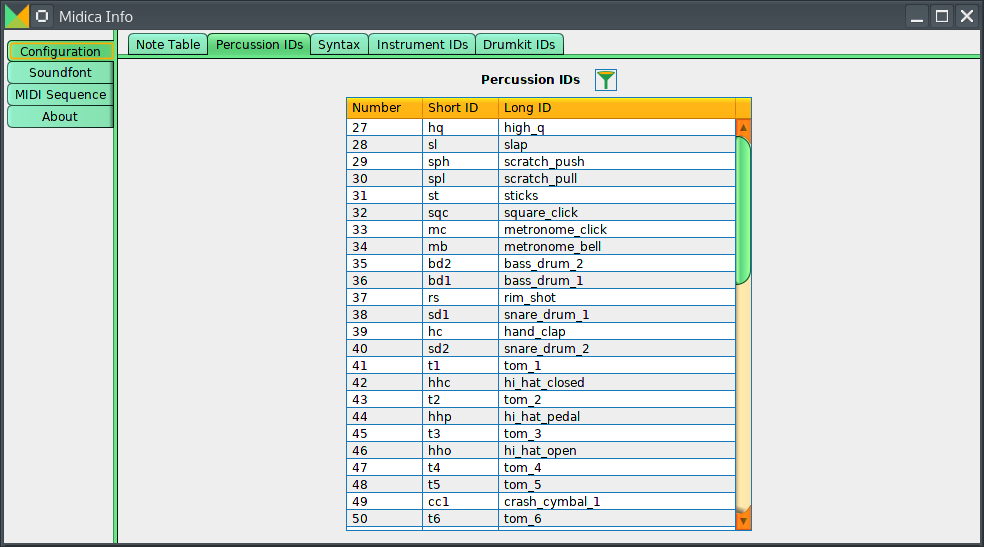 Midica Info
Configuration
Soundfont
MIDI Sequence
About
Note Table Percussion IDs Syntax Instrument IDs Drumkit IDs
Percussion IDs
Number Short ID Long ID
27 hq high_q
28 sl slap
29 sph scratch_push
30 spl scratch_pull
31 st sticks
32 sqc square_click
33 mc metronome_click
34 mb metronome_bell
35 bd2 bass_drum_2
36 bd1 bass_drum_1
37 rs rim_shot
38 sd1 snare_drum_1
39 hc hand_clap
40 sd2 snare_drum_2
41 t1 tom_1
42 hhc hi_hat_closed
43 t2 tom_2
44 hhp hi_hat_pedal
45 t3 tom_3
46 hho hi_hat_open
47 t4 tom_4
48 t5 tom_5
49 cc1 crash_cymbal_1
50 t6 tom_6